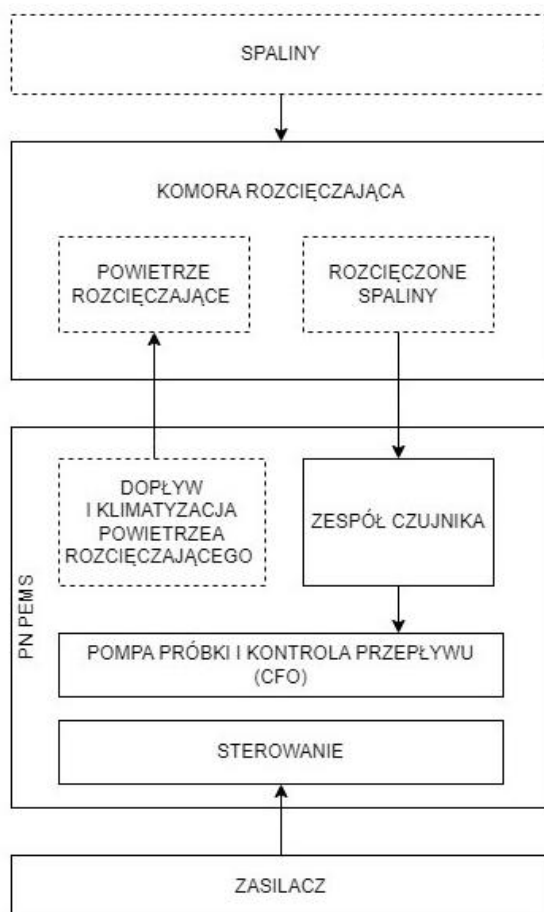 SPALINY
KOMORA ROZCIĘCZAJĄCA
POWIETRZE
ROZCIĘCZAJĄCE
ROZCIĘCZONE
SPALINY
PN PEMS
DOPŁYW
I KLIMATYZACJA
POWIETRZEA
ROZCIĘCZAJĄCEGO
ZESPÓŁ CZUJNIKA
POMPA PRÓBKI I KONTROLA PRZEPŁYWU
(CFO)
STEROWANIE
ZASILACZ